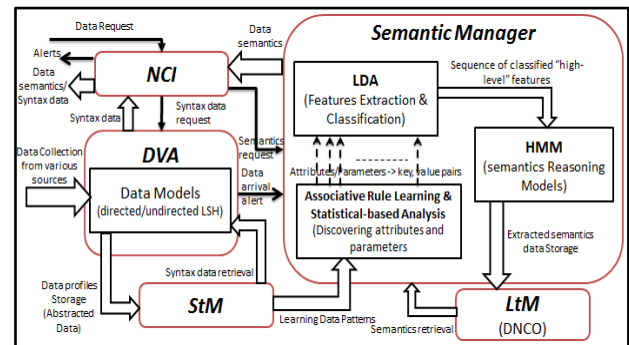 Data Request
Alerts
Data
semantics/
Syntax data
NCI
Data
semantics
Syntax data
Syntax data
request
Semantics
request
Data Collection
from various
sources
DVA
Data Models
(directed/undirected LSH)
Data
arrival
alert
Syntax data retrieval
Data profiles
Storage
(Abstracted
Data)
StM
Learning Data Patterns
Semantic Manager
LDA
(Features Extraction &
Classification)
Sequence of classified "high-
level" features
HMM
(semantics Reasoning
Models)
Attributes/Parameters -> key, value pairs
Associative Rule Learning &
Statistical-based Analysis
(Discovering attributes and
parameters
Extracted semantics
data Storage
Semantics retrieval
LtM
(DNCO)